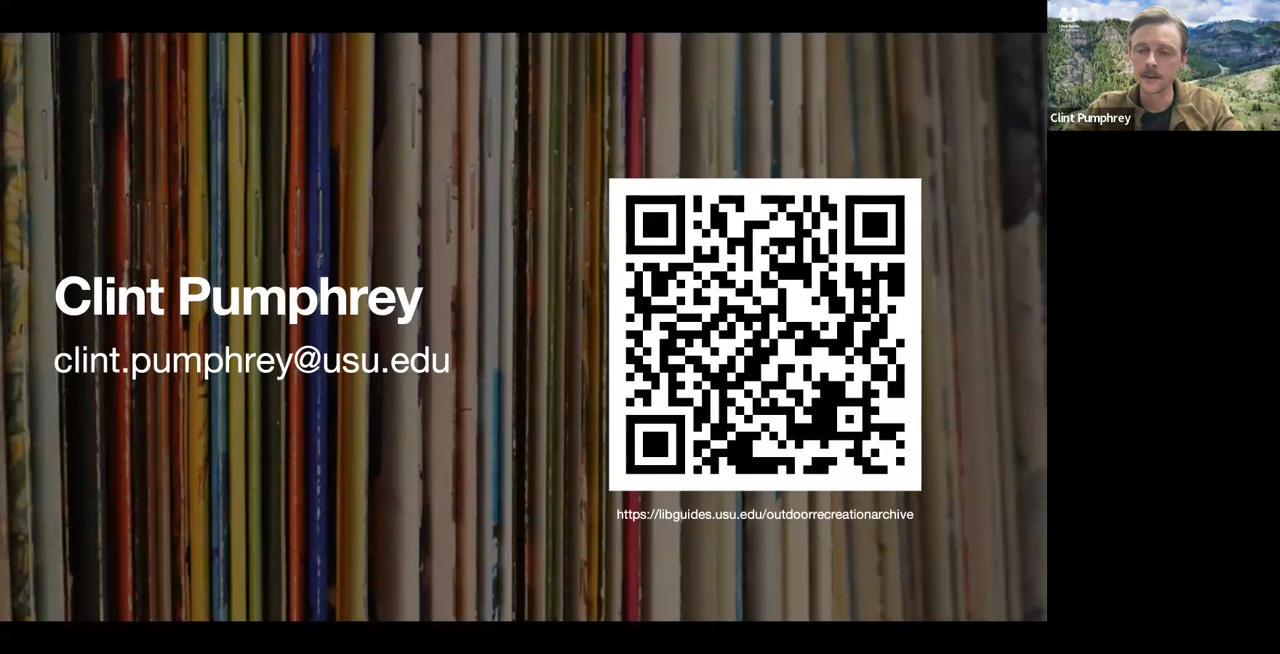 Clint Pumphrey
clint.pumphrey@usu.edu
https://libguides.usu.edu/outdoorrecreationarchive
Clint Pumphrey